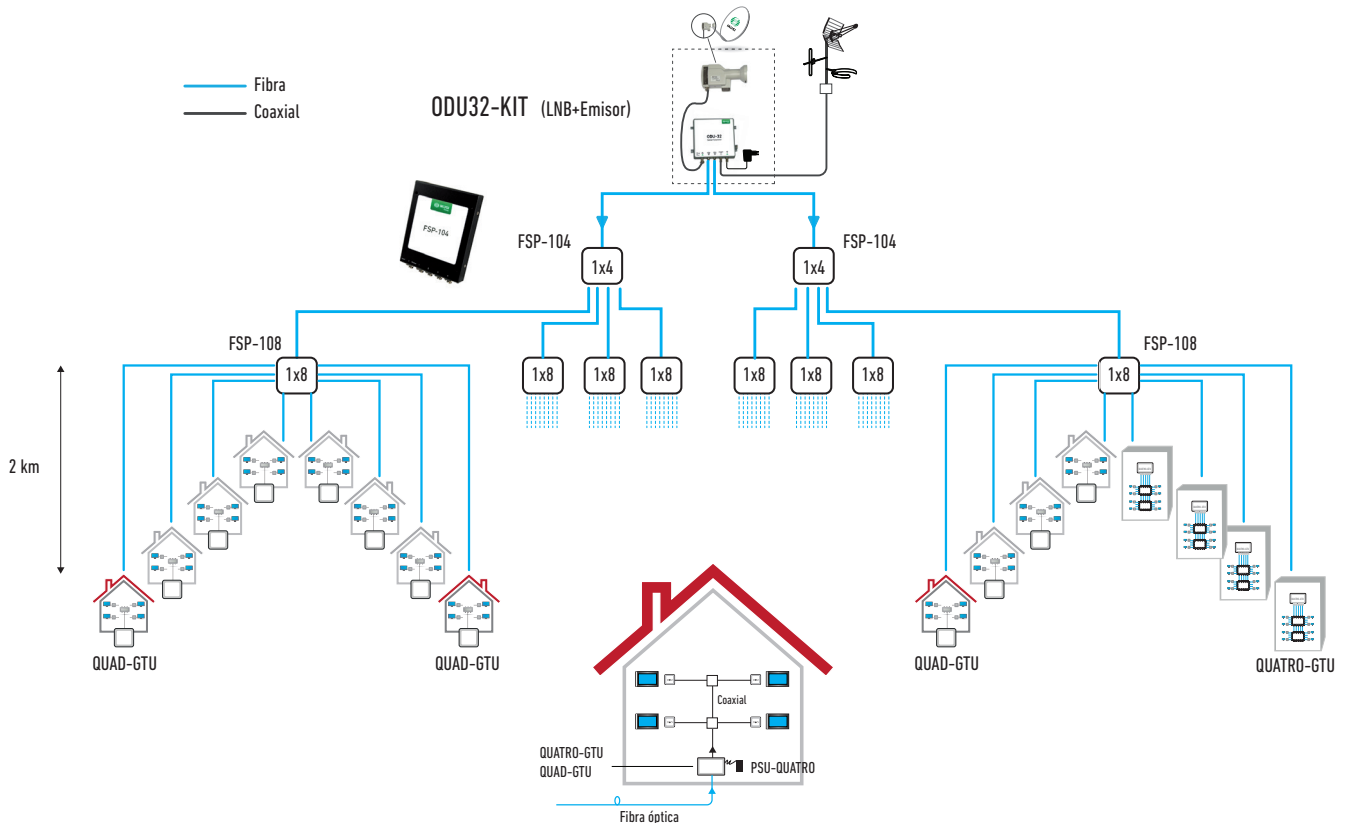 Fibra
Coaxial
ODU32-KIT (LNB+Emisor)
ODU-32
FSP-104
FSP-104
FSP-104
1x4
1x4
FSP-108
FSP-108
1x8
1x8
1x8
1x8
1x8
1x8
1x8
1x8
2 km
QUAD-GTU
QUAD-GTU
QUAD-GTU
QUATRO-GTU
Coaxial
QUATRO-GTU
QUAD-GTU
PSU-QUATRO
Fibra óptica